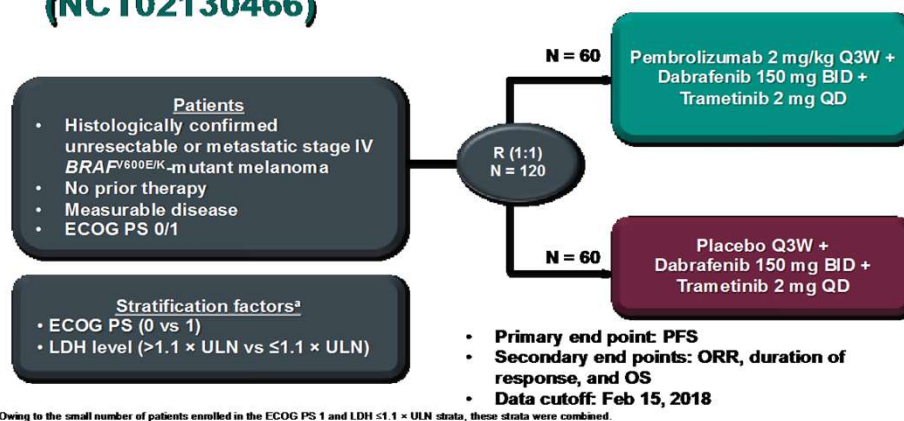 (NCT02130466)
Patients
• Histologically confirmed
unresectable or metastatic stage IV
BRAFV600E/K-mutant melanoma
• No prior therapy
• Measurable disease
• ECOG PS 0/1
Stratification factorsa
• ECOG PS (0 vs 1)
• LDH level (>1.1 × ULN vs ≤1.1 × ULN)
R (1:1)
N = 120
N = 60
Pembrolizumab 2 mg/kg Q3W +
Dabrafenib 150 mg BID +
Trametinib 2 mg QD
N = 60
Placebo Q3W +
Dabrafenib 150 mg BID +
Trametinib 2 mg QD
• Primary end point: PFS
• Secondary end points: ORR, duration of
response, and OS
• Data cutoff: Feb 15, 2018
Owing to the small number of patients enrolled in the ECOG PS 1 and LDH ≤1.1 × ULN strata, these strata were combined.